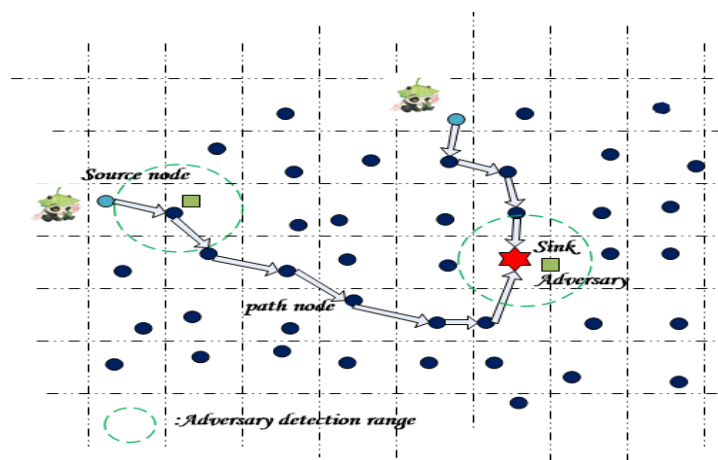 Source node
Sink
Adversary
path node
:Adversary detection range